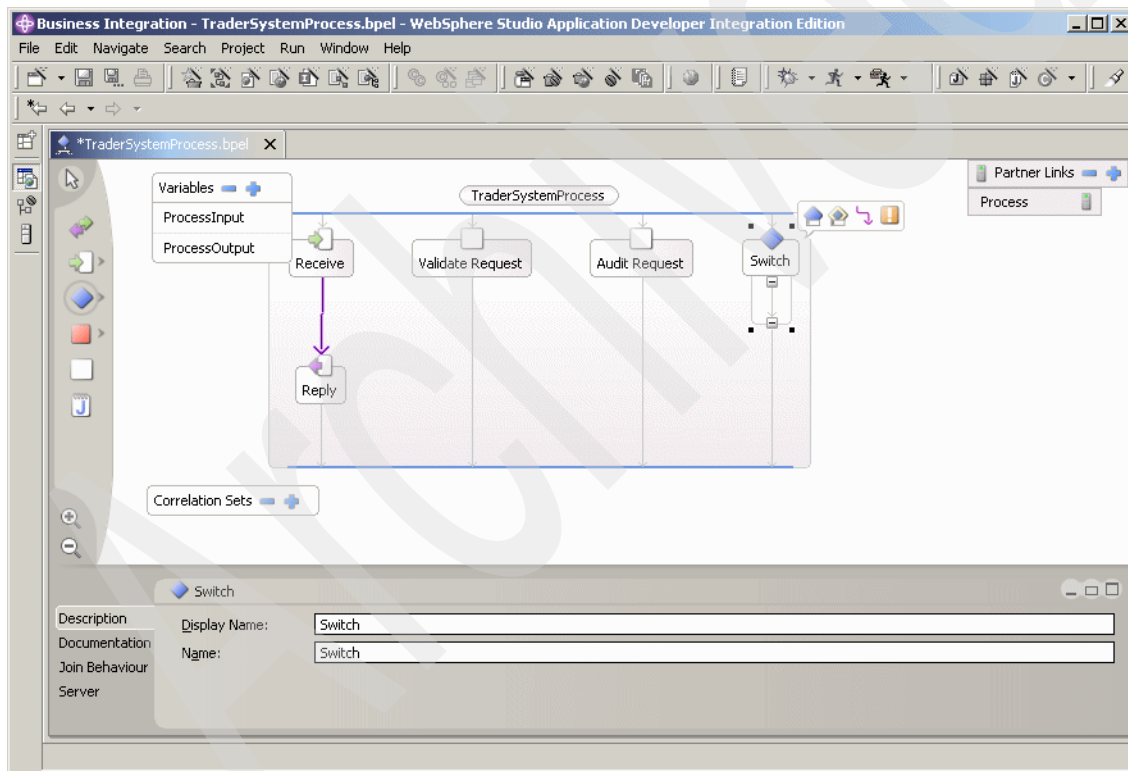 Business Integration - TraderSystemProcess.bpel - WebSphere Studio Application Developer Integration Edition
File Edit Navigate Search Project Run Window Help
*TraderSystemProcess.bpel
Variables
ProcessInput
ProcessOutput
TraderSystemProcess
Partner Links
Process
Receive
Validate Request
Audit Request
Switch
Reply
Correlation Sets
Switch
Description
Documentation
Join Behaviour
Server
Display Name: Switch
Name: Switch